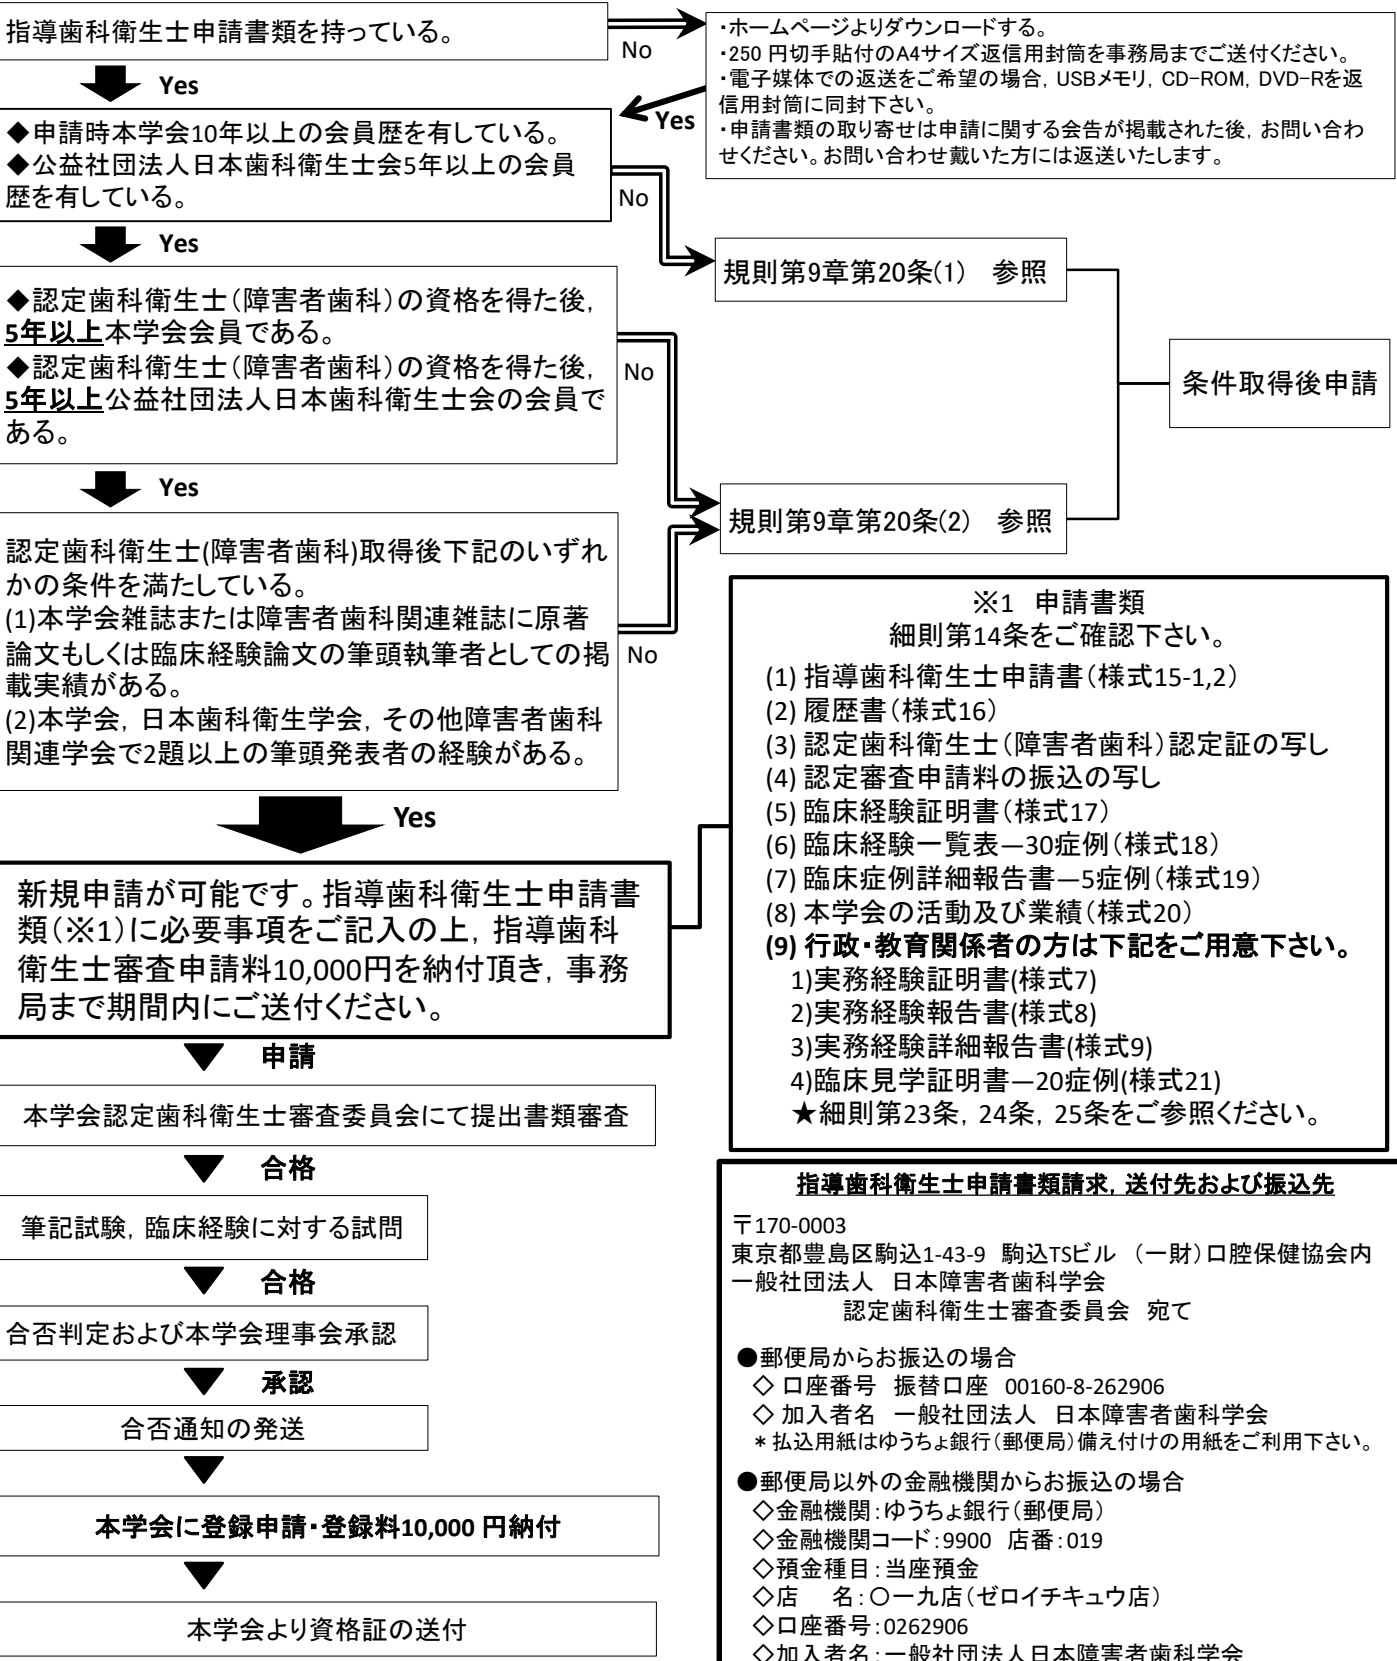 指導歯科衛生士申請書類を持っている。
No
・ホームページよりダウンロードする。
・250 円切手貼付のA4サイズ返信用封筒を事務局までご送付ください。
・電子媒体での返送をご希望の場合，USBメモリ，CD-ROM，DVD-Rを返
信用封筒に同封下さい。
・申請書類の取り寄せは申請に関する会告が掲載された後，お問い合わ
せください。お問い合わせ戴いた方には返送いたします。
Yes
Yes
◆申請時本学会10年以上の会員歴を有している。
◆公益社団法人日本歯科衛生士会5年以上の会員
歴を有している。
No
規則第9章第20条(1)　参照
Yes
◆認定歯科衛生士（障害者歯科）の資格を得た後，
5年以上本学会会員である。
◆認定歯科衛生士（障害者歯科）の資格を得た後，
5年以上公益社団法人日本歯科衛生士会の会員で
ある。
No
条件取得後申請
規則第9章第20条(2)　参照
Yes
認定歯科衛生士(障害者歯科)取得後下記のいずれ
かの条件を満たしている。
(1)本学会雑誌または障害者歯科関連雑誌に原著
論文もしくは臨床経験論文の筆頭執筆者としての掲
載実績がある。
(2)本学会，日本歯科衛生学会，その他障害者歯科
関連学会で2題以上の筆頭発表者の経験がある。
No
Yes
新規申請が可能です。指導歯科衛生士申請書
類（※1）に必要事項をご記入の上，指導歯科
衛生士審査申請料10,000円を納付頂き，事務
局まで期間内にご送付ください。
※1　申請書類
細則第14条をご確認下さい。
(1) 指導歯科衛生士申請書（様式15-1,2）
(2) 履歴書（様式16）
(3) 認定歯科衛生士（障害者歯科）認定証の写し
(4) 認定審査申請料の振込の写し
(5) 臨床経験証明書（様式17）
(6) 臨床経験一覧表―30症例（様式18）
(7) 臨床症例詳細報告書―5症例（様式19）
(8) 本学会の活動及び業績（様式20）
(9) 行政・教育関係者の方は下記をご用意下さい。
1)実務経験証明書(様式7)
2)実務経験報告書(様式8)
3)実務経験詳細報告書(様式9)
4)臨床見学証明書―20症例(様式21)
★細則第23条，24条，25条をご参照ください。
申請
本学会認定歯科衛生士審査委員会にて提出書類審査
合格
筆記試験，臨床経験に対する試問
合格
合否判定および本学会理事会承認
承認
合否通知の発送
本学会に登録申請・登録料10,000 円納付
本学会より資格証の送付
指導歯科衛生士申請書類請求，送付先および振込先
〒170-0003
東京都豊島区駒込1-43-9　駒込TSビル　（一財）口腔保健協会内
一般社団法人　日本障害者歯科学会
認定歯科衛生士審査委員会　宛て
●郵便局からお振込の場合
◇ 口座番号　振替口座　00160-8-262906
◇ 加入者名　一般社団法人　日本障害者歯科学会
＊払込用紙はゆうちょ銀行（郵便局）備え付けの用紙をご利用下さい。
●郵便局以外の金融機関からお振込の場合
◇金融機関：ゆうちょ銀行（郵便局）
◇金融機関コード：9900　店番：019
◇預金種目：当座預金
◇店　　名：〇一九店（ゼロイチキュウ店）
◇口座番号：0262906
◇加入者名：一般社団法人日本障害者歯科学会